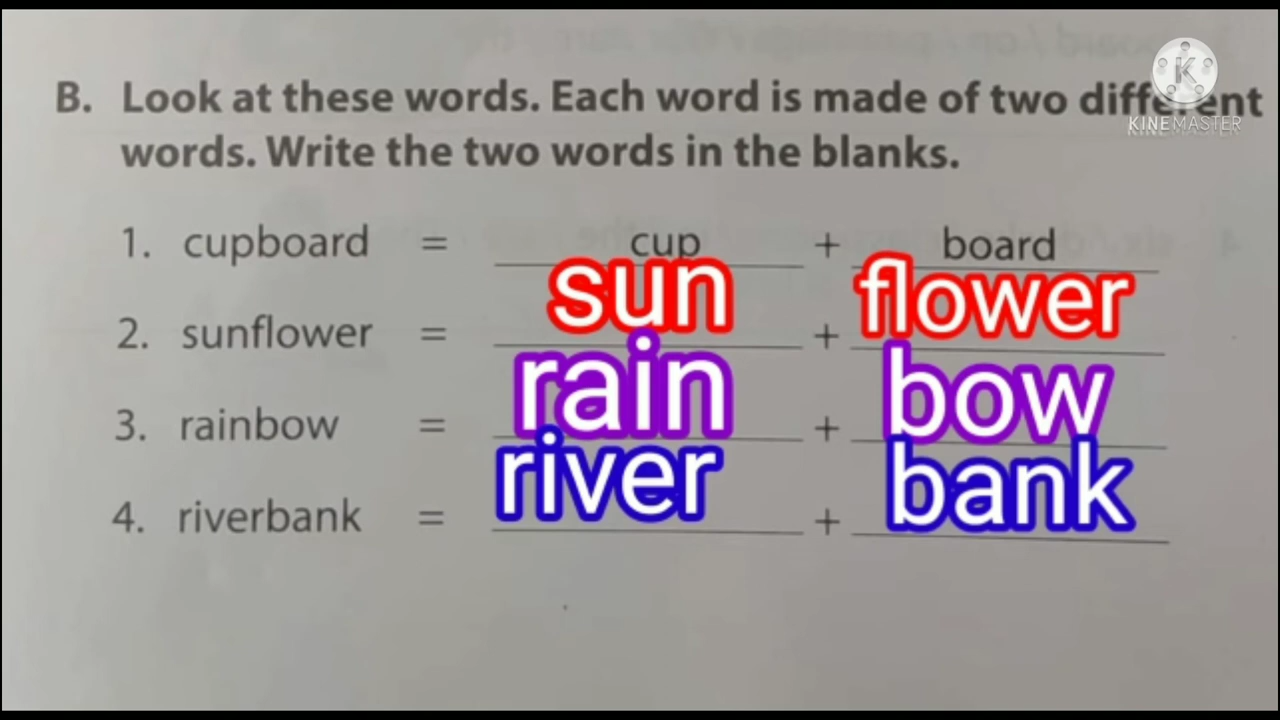 B. Look at these words. Each word is made of two different
words. Write the two words in the blanks.
1. cupboard = cup + board
2. sunflower = sun + flower
3. rainbow = rain + bow
4. riverbank = river + bank
KINEMASTER